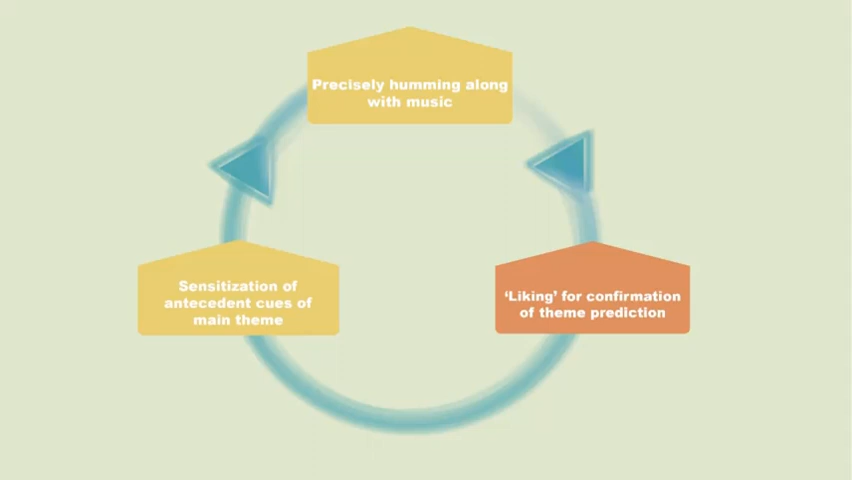 Precisely humming along
with music
Sensitization of
antecedent cues of
main theme
‘Liking’ for confirmation
of theme prediction